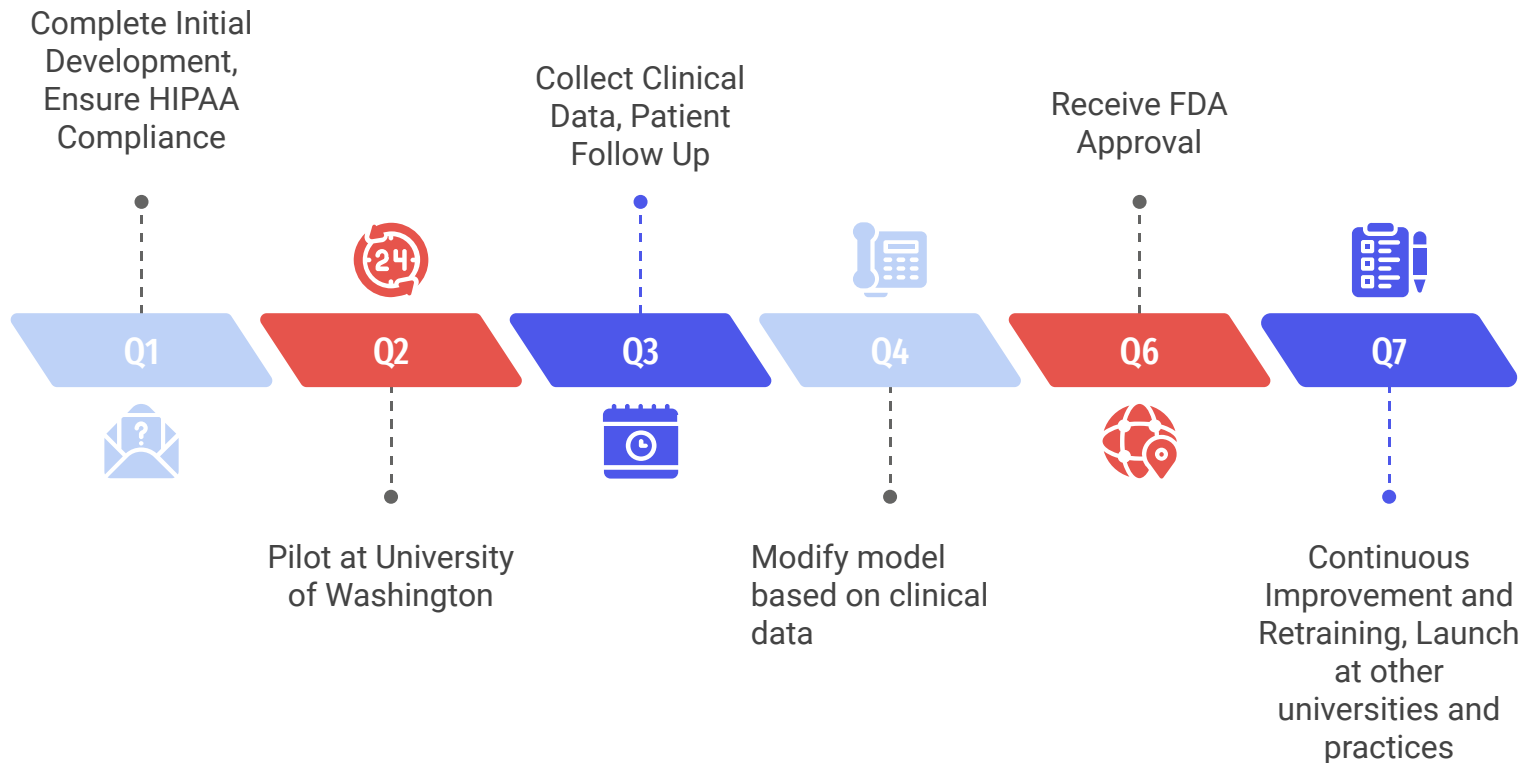 Complete Initial
Development,
Ensure HIPAA
Compliance
Collect Clinical
Data, Patient
Follow Up
Receive FDA
Approval
24
Q1
Q2
Q3
Q4
Q6
Q7
?
Pilot at University
of Washington
Modify model
based on clinical
data
Continuous
Improvement and
Retraining, Launch
at other
universities and
practices